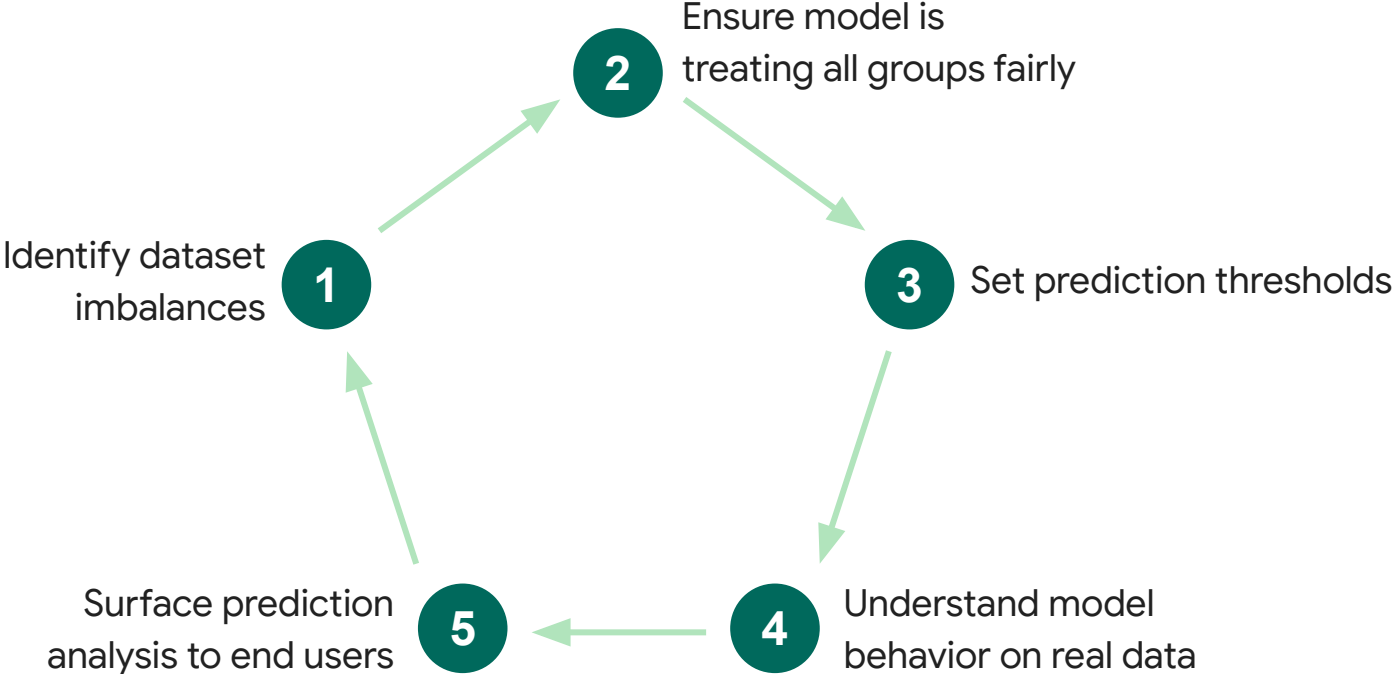 Ensure model is
2
treating all groups fairly
Identify dataset
imbalances
1
3
Set prediction thresholds
Surface prediction
analysis to end users
5
4
Understand model
behavior on real data